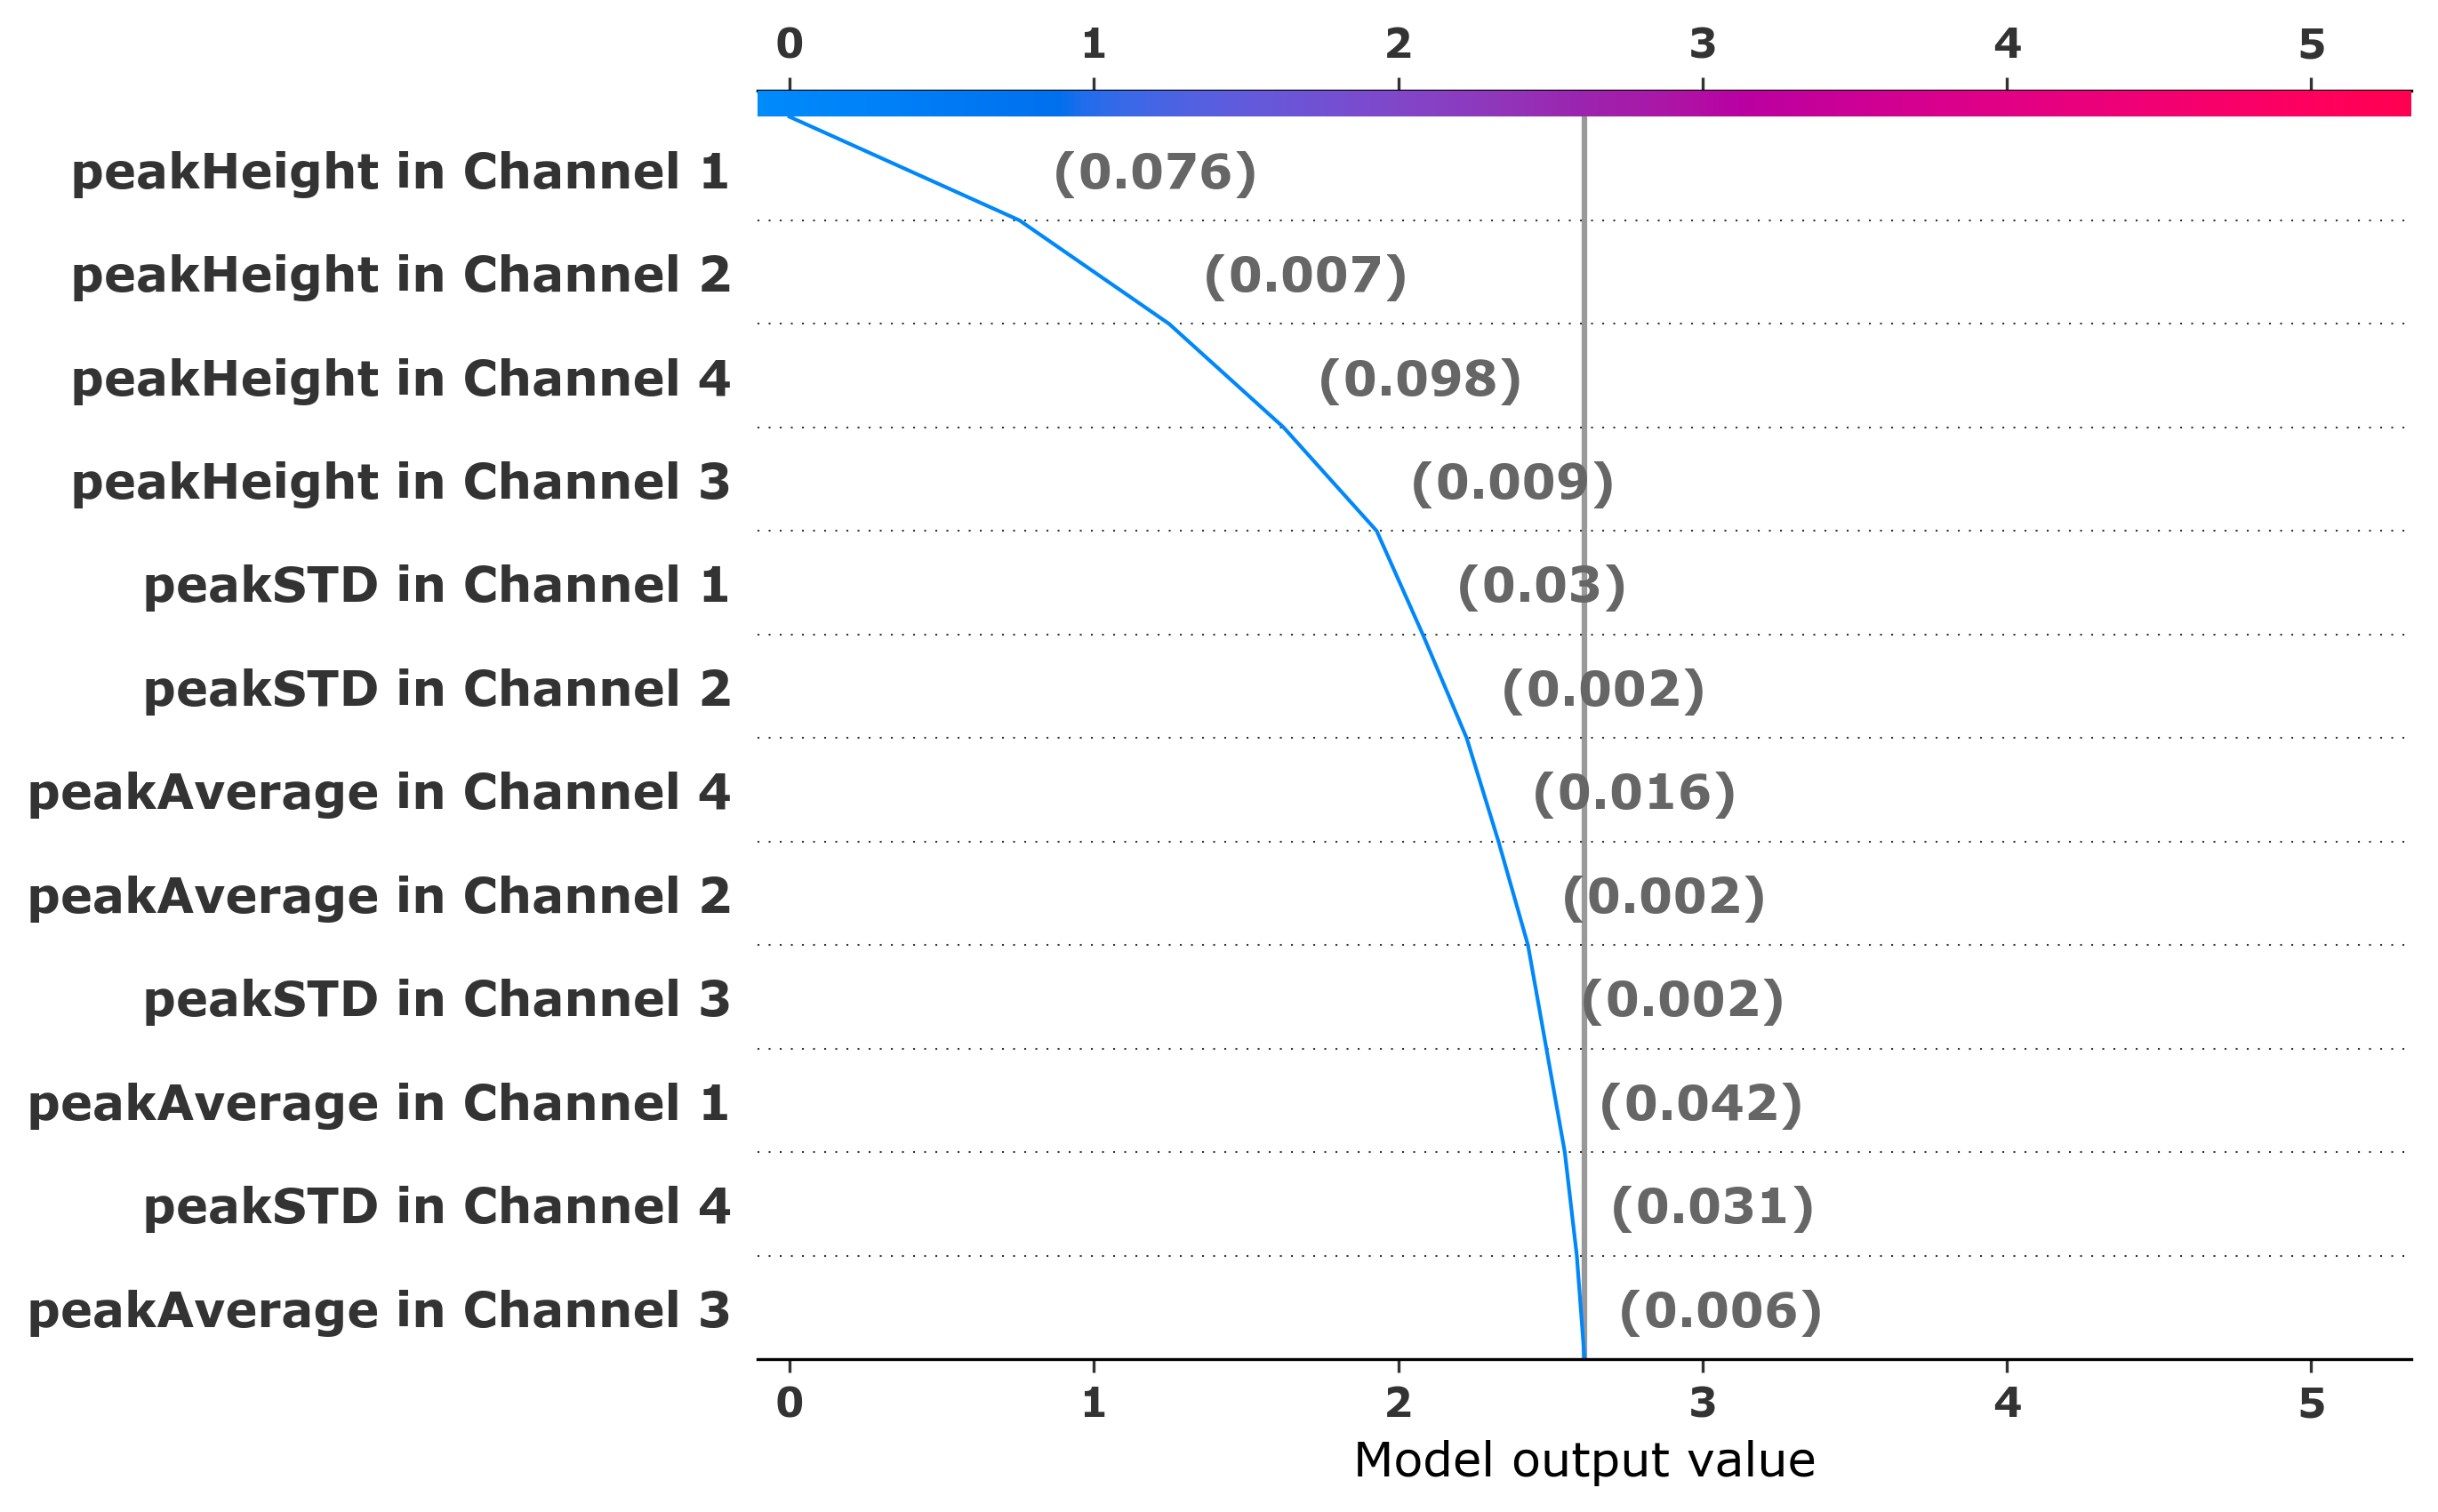 0 1 2 3 4 5
peakHeight in Channel 1 (0.076)
peakHeight in Channel 2 (0.007)
peakHeight in Channel 4 (0.098)
peakHeight in Channel 3 (0.009)
peakSTD in Channel 1 (0.03)
peakSTD in Channel 2 (0.002)
peakAverage in Channel 4 (0.016)
peakAverage in Channel 2 (0.002)
peakSTD in Channel 3 (0.002)
peakAverage in Channel 1 (0.042)
peakSTD in Channel 4 (0.031)
peakAverage in Channel 3 (0.006)
0 1 2 3 4 5
Model output value